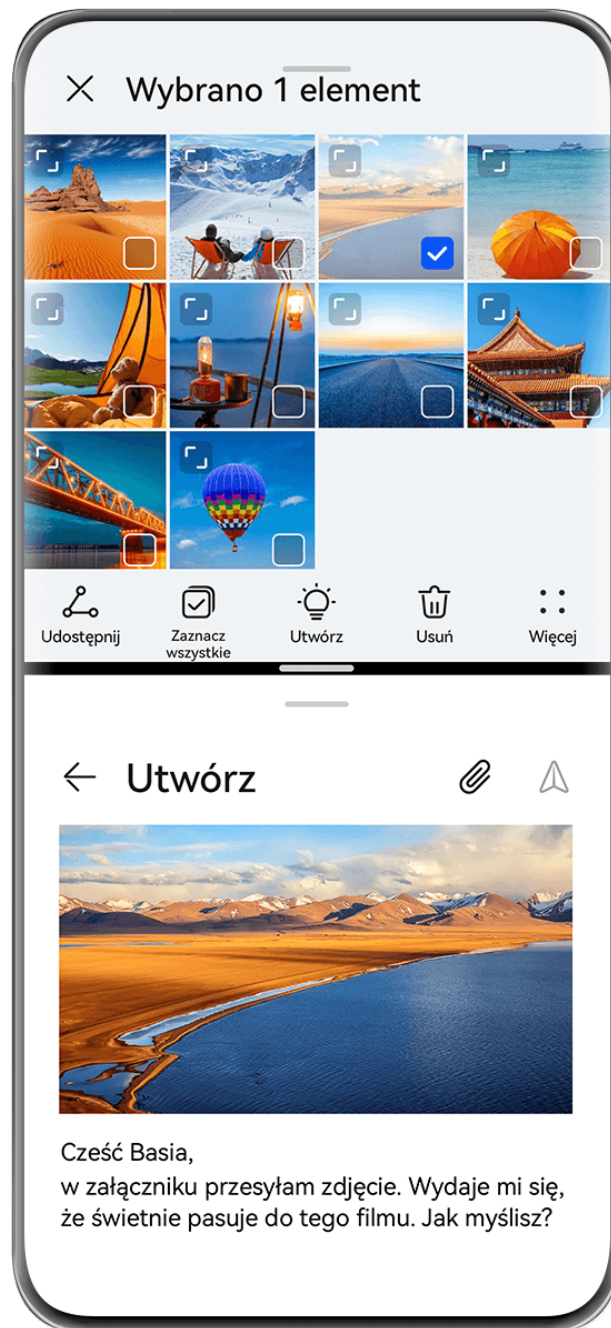 Wybrano 1 element
Udostępnij
Zaznacz
wszystkie
Utwórz
Usuń
Więcej
Utwórz
Cześć Basia,
w załączniku przesyłam zdjęcie. Wydaje mi się,
że świetnie pasuje do tego filmu. Jak myślisz?